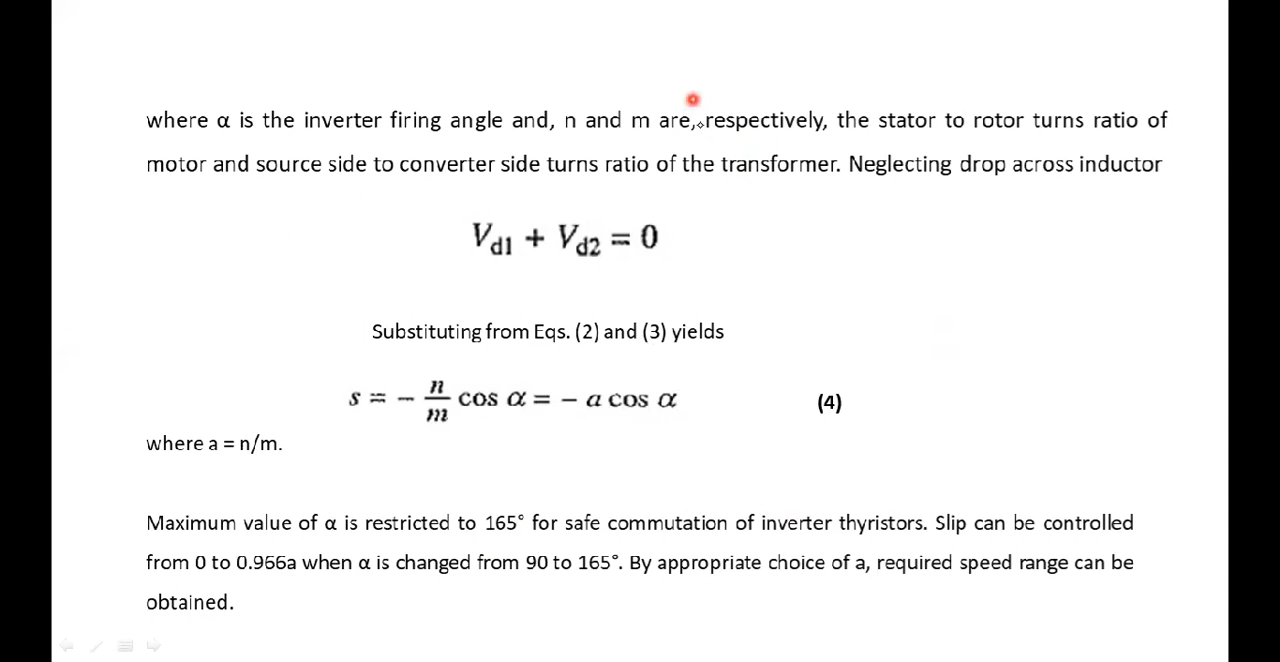 where α is the inverter firing angle and, n and m are, respectively, the stator to rotor turns ratio of
motor and source side to converter side turns ratio of the transformer. Neglecting drop across inductor
V_d1 + V_d2 = 0
Substituting from Eqs. (2) and (3) yields
s = - n/m cos α = - a cos α (4)
where a = n/m.
Maximum value of α is restricted to 165° for safe commutation of inverter thyristors. Slip can be controlled
from 0 to 0.966a when α is changed from 90 to 165°. By appropriate choice of a, required speed range can be
obtained.